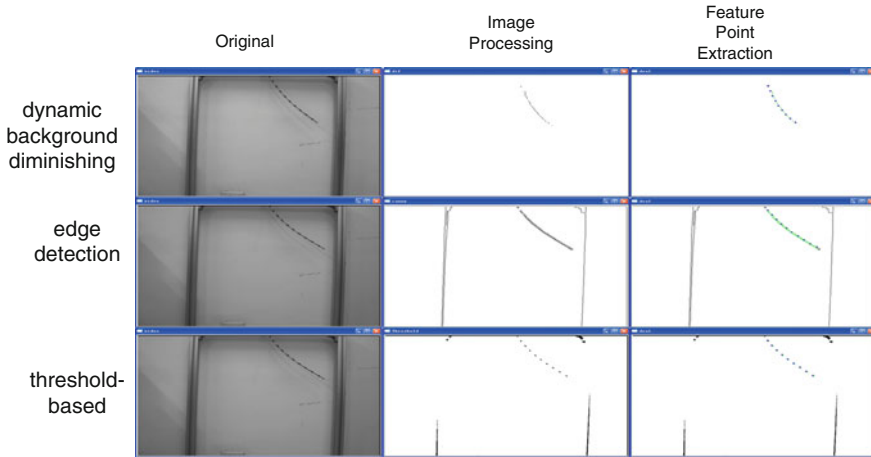 Original
Image
Processing
Feature
Point
Extraction
dynamic
background
diminishing
edge
detection
threshold-
based